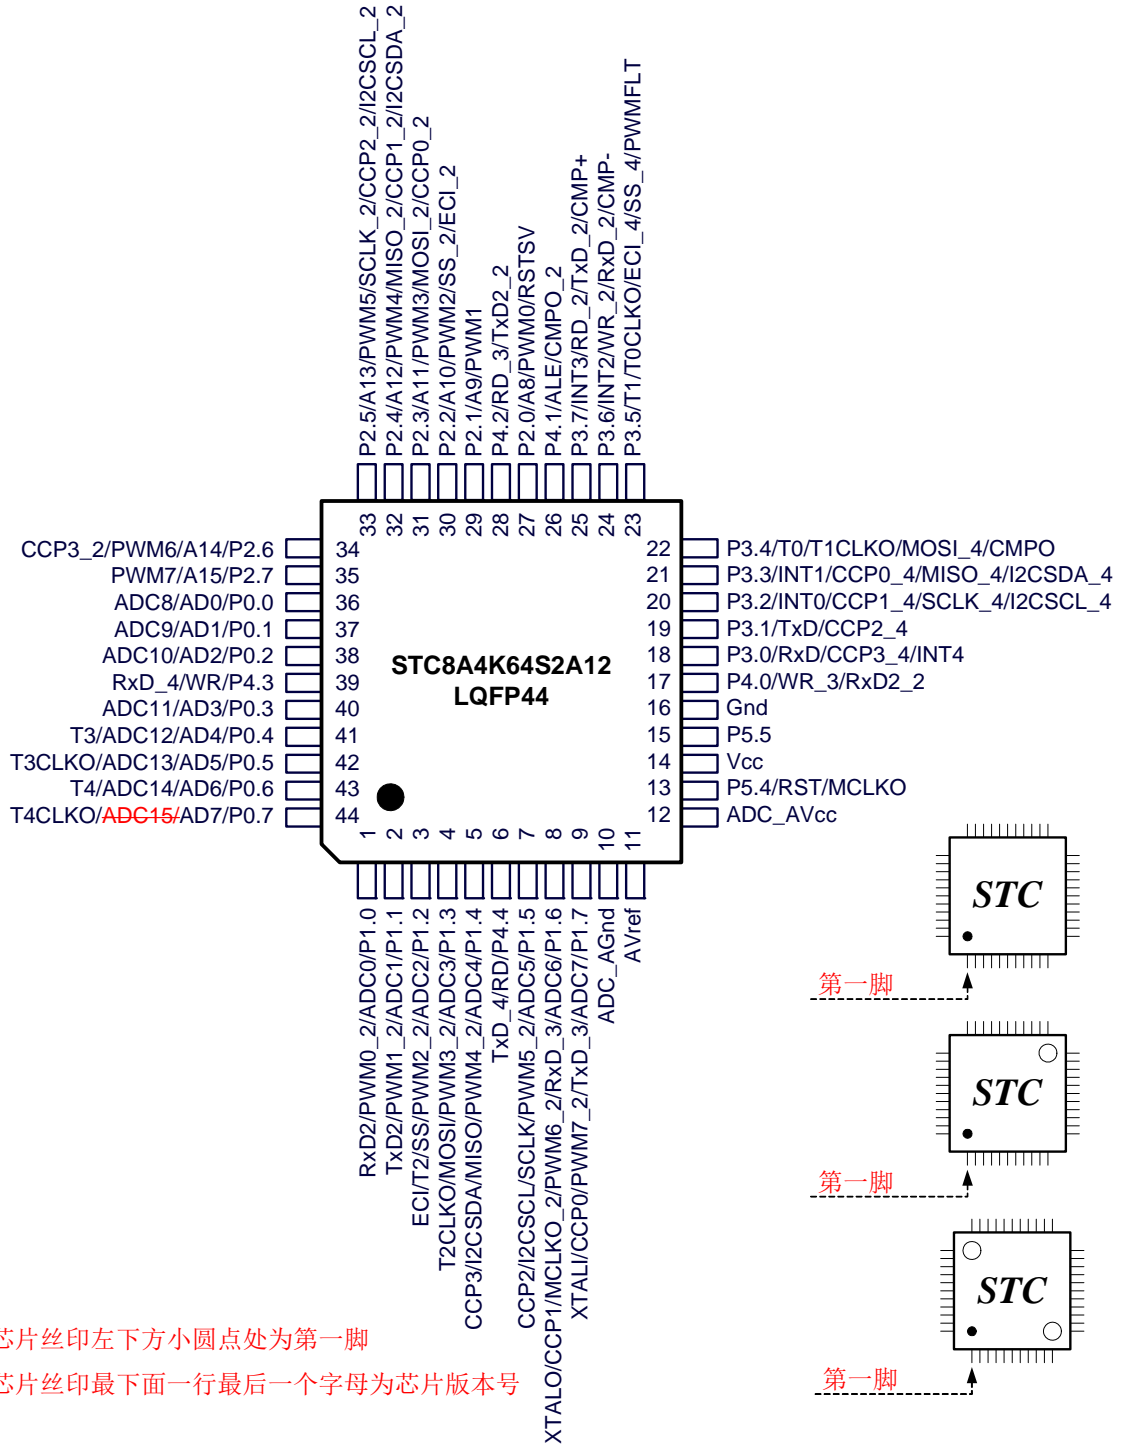 P2.5/A13/PWM5/SCLK_2/CCP2_2/I2CSCL_2
P2.4/A12/PWM4/MISO_2/CCP1_2/I2CSDA_2
P2.3/A11/PWM3/MOSI_2/CCP0_2
P2.2/A10/PWM2/SS_2/ECI_2
P2.1/A9/PWM1
P4.2/RD_3/TxD2_2
P2.0/A8/PWM0/RSTSV
P4.1/ALE/CMPO_2
P3.7/INT3/RD_2/TxD_2/CMP+
P3.6/INT2/WR_2/RxD_2/CMP-
P3.5/T1/T0CLKO/ECI_4/SS_4/PWMFLT
33 32 31 30 29 28 27 26 25 24 23
CCP3_2/PWM6/A14/P2.6 34
PWM7/A15/P2.7 35
ADC8/AD0/P0.0 36
ADC9/AD1/P0.1 37
ADC10/AD2/P0.2 38
RxD_4/WR/P4.3 39
ADC11/AD3/P0.3 40
T3/ADC12/AD4/P0.4 41
T3CLKO/ADC13/AD5/P0.5 42
T4/ADC14/AD6/P0.6 43
T4CLKO/ADC15/AD7/P0.7 44
STC8A4K64S2A12
LQFP44
22 P3.4/T0/T1CLKO/MOSI_4/CMPO
21 P3.3/INT1/CCP0_4/MISO_4/I2CSDA_4
20 P3.2/INT0/CCP1_4/SCLK_4/I2CSCL_4
19 P3.1/TxD/CCP2_4
18 P3.0/RxD/CCP3_4/INT4
17 P4.0/WR_3/RxD2_2
16 Gnd
15 P5.5
14 Vcc
13 P5.4/RST/MCLKO
12 ADC_AVcc
1 2 3 4 5 6 7 8 9 10 11
RxD2/PWM0_2/ADC0/P1.0
TxD2/PWM1_2/ADC1/P1.1
ECI/T2/SS/PWM2_2/ADC2/P1.2
T2CLKO/MOSI/PWM3_2/ADC3/P1.3
CCP3/I2CSDA/MISO/PWM4_2/ADC4/P1.4
TxD_4/RD/P4.4
CCP2/I2CSCL/SCLK/PWM5_2/ADC5/P1.5
XTALO/CCP1/MCLKO_2/PWM6_2/RxD_3/ADC6/P1.6
XTALI/CCP0/PWM7_2/TxD_3/ADC7/P1.7
ADC_AGnd
AVref
STC
第一脚
STC
第一脚
STC
第一脚
芯片丝印左下方小圆点处为第一脚
芯片丝印最下面一行最后一个字母为芯片版本号